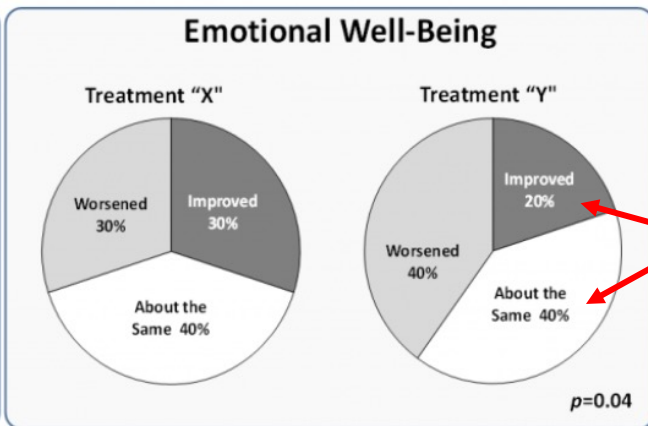 Emotional Well-Being
Treatment “X"
Worsened
30%
Improved
30%
About the
Same 40%
Treatment “Y"
Improved
20%
Worsened
40%
About the
Same 40%
p=0.04